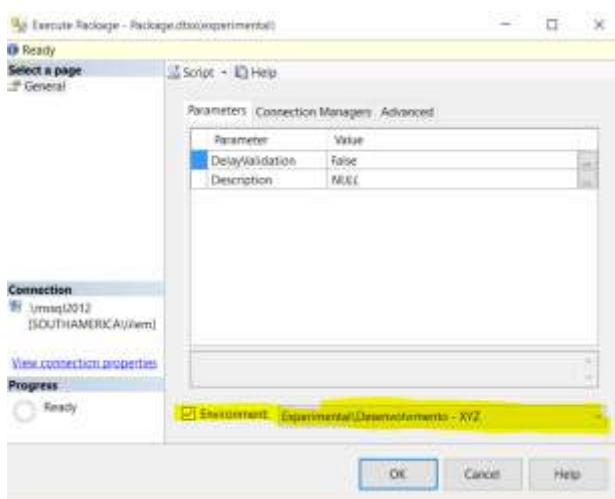 Execute Package - Package.dtsx(experimental)
Ready
Select a page
General
Script
Help
Parameters
Connection Managers
Advanced
Parameter
Value
DelayValidation
False
...
Description
NULL
...
Connection
\mssql2012
[SOUTHAMERICA\
View connection properties
Progress
Ready
Environment:
Experimental\Desenvolvimento - XYZ
OK
Cancel
Help